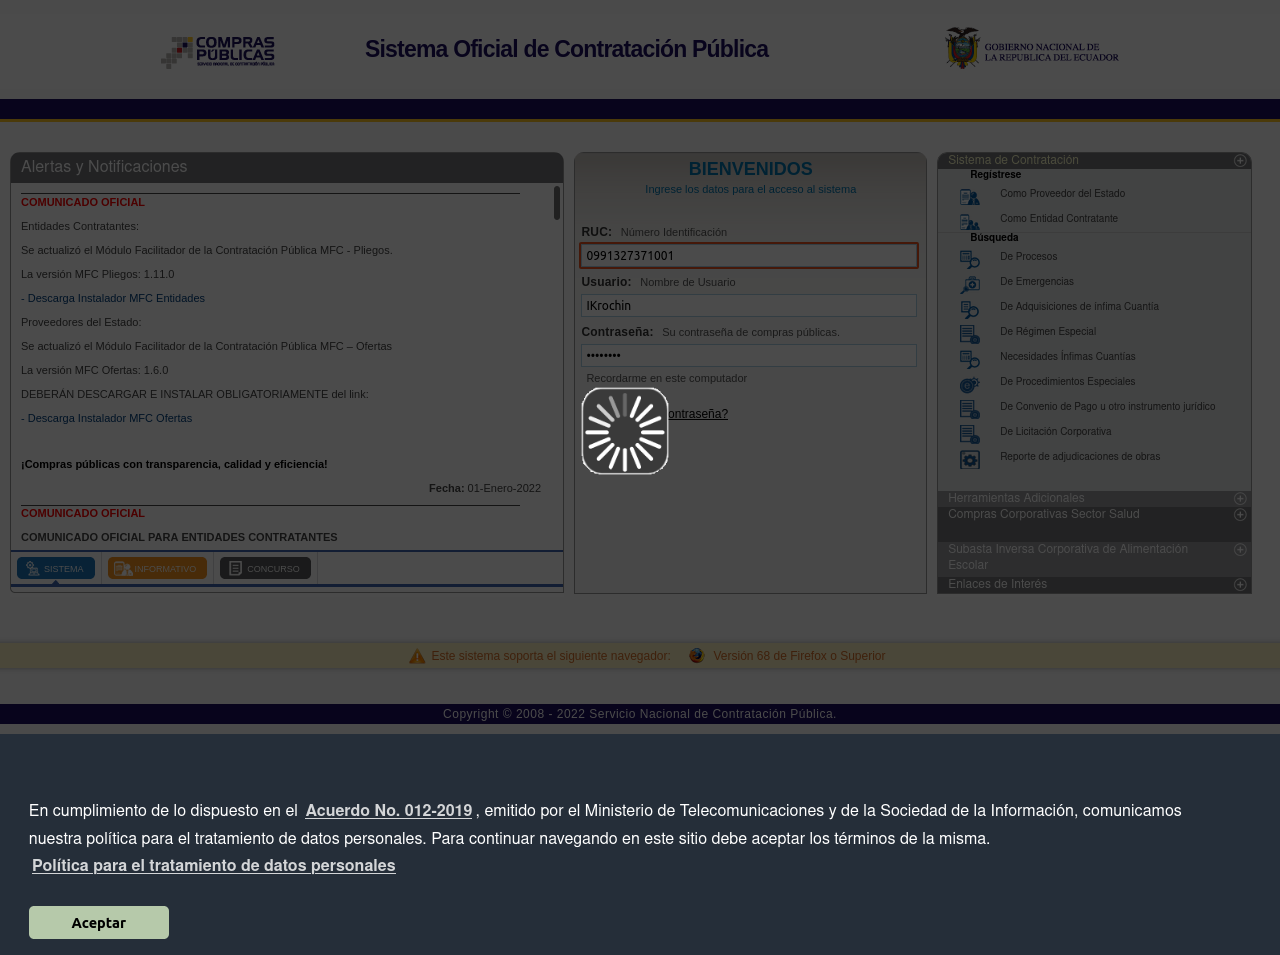 COMPRAS
PÚBLICAS
Sistema Oficial de Contratación Pública
GOBIERNO NACIONAL DE
LA REPUBLICA DEL ECUADOR
Alertas y Notificaciones
COMUNICADO OFICIAL
Entidades Contratantes:
Se actualizó el Módulo Facilitador de la Contratación Pública MFC - Pliegos.
La versión MFC Pliegos: 1.11.0
- Descarga Instalador MFC Entidades
Proveedores del Estado:
Se actualizó el Módulo Facilitador de la Contratación Pública MFC – Ofertas
La versión MFC Ofertas: 1.6.0
DEBERÁN DESCARGAR E INSTALAR OBLIGATORIAMENTE del link:
- Descarga Instalador MFC Ofertas
¡Compras públicas con transparencia, calidad y eficiencia!
Fecha: 01-Enero-2022
COMUNICADO OFICIAL
COMUNICADO OFICIAL PARA ENTIDADES CONTRATANTES
SISTEMA
INFORMATIVO
CONCURSO
BIENVENIDOS
Ingrese los datos para el acceso al sistema
RUC: Número Identificación
0991327371001
Usuario: Nombre de Usuario
IKrochin
Contraseña: Su contraseña de compras públicas.
••••••••
Recordarme en este computador
ontraseña?
Sistema de Contratación
Regístrese
Como Proveedor del Estado
Como Entidad Contratante
Búsqueda
De Procesos
De Emergencias
De Adquisiciones de ínfima Cuantía
De Régimen Especial
Necesidades Ínfimas Cuantías
De Procedimientos Especiales
De Convenio de Pago u otro instrumento jurídico
De Licitación Corporativa
Reporte de adjudicaciones de obras
Herramientas Adicionales
Compras Corporativas Sector Salud
Subasta Inversa Corporativa de Alimentación
Escolar
Enlaces de Interés
Este sistema soporta el siguiente navegador: Versión 68 de Firefox o Superior
Copyright © 2008 - 2022 Servicio Nacional de Contratación Pública.
En cumplimiento de lo dispuesto en el Acuerdo No. 012-2019 , emitido por el Ministerio de Telecomunicaciones y de la Sociedad de la Información, comunicamos
nuestra política para el tratamiento de datos personales. Para continuar navegando en este sitio debe aceptar los términos de la misma.
Política para el tratamiento de datos personales
Aceptar